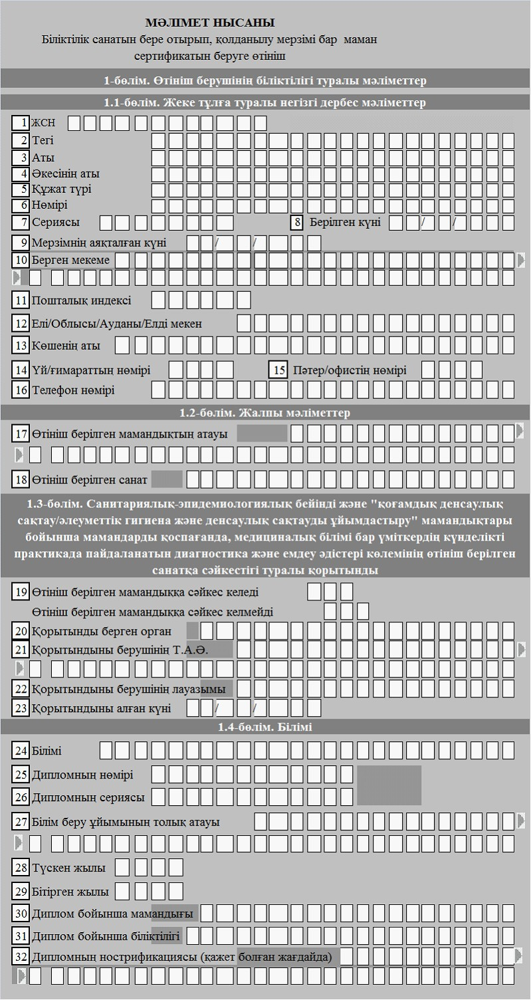 МӘЛІМЕТ НЫСАНЫ
Біліктілік санатын бере отырып, қолданылу мерзімі бар маман
сертификатын беруге өтініш
1-бөлім. Өтініш берушінің біліктілігі туралы мәліметтер
1.1-бөлім. Жеке тұлға туралы негізгі дербес мәліметтер
1 ЖСН
2 Тегі
3 Аты
4 Әкесінің аты
5 Құжат түрі
6 Нөмірі
7 Сериясы 8 Берілген күні / /
9 Мерзімнің аяқталған күні / /
10 Берген мекеме
11 Пошталық индексі
12 Елі/Облысы/Ауданы/Елді мекен
13 Көшенің аты
14 Үй/ғимараттың нөмірі 15 Пәтер/офистің нөмірі
16 Телефон нөмірі
1.2-бөлім. Жалпы мәліметтер
17 Өтініш берілген мамандықтың атауы
18 Өтініш берілген санат
1.3-бөлім. Санитариялық-эпидемиологиялық бейінді және "қоғамдық денсаулық
сақтау/әлеуметтік гигиена және денсаулық сақтауды ұйымдастыру" мамандықтары
бойынша мамандарды қоспағанда, медициналық білімі бар үміткердің күнделікті
практикада пайдаланатын диагностика және емдеу әдістері көлемінің өтініш берілген
санатқа сәйкестігі туралы қорытынды
19 Өтініш берілген мамандыққа сәйкес келеді
Өтініш берілген мамандыққа сәйкес келмейді
20 Қорытынды берген орган
21 Қорытындыны берушінің Т.А.Ә.
22 Қорытындыны берушінің лауазымы
23 Қорытындыны алған күні / /
1.4-бөлім. Білімі
24 Білімі
25 Дипломның нөмірі
26 Дипломның сериясы
27 Білім беру ұйымының толық атауы
28 Түскен жылы
29 Бітірген жылы
30 Диплом бойынша мамандығы
31 Диплом бойынша біліктілігі
32 Дипломның нострификациясы (қажет болған жағдайда)